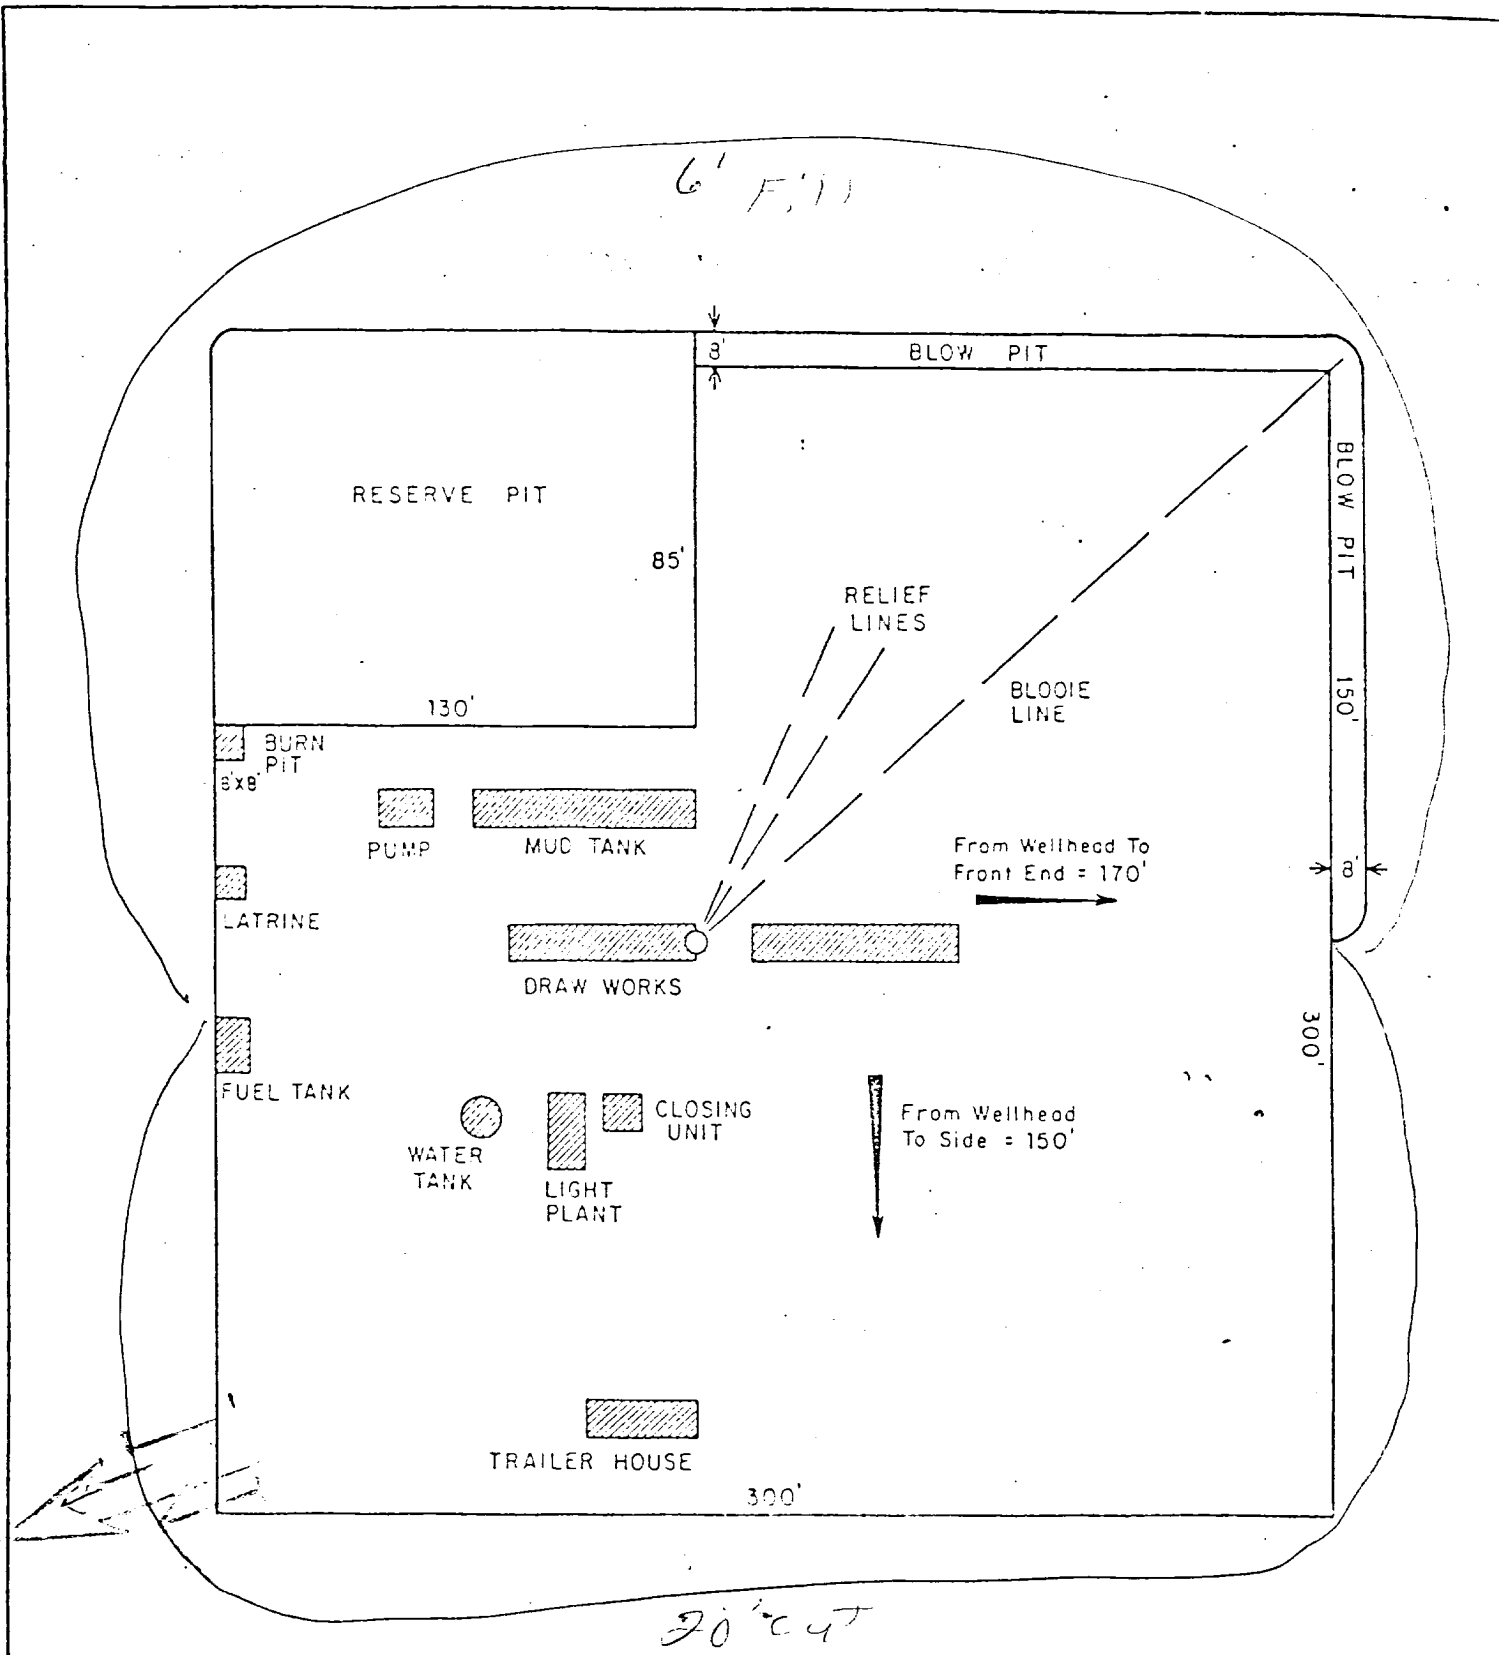 6' Fill
8'
BLOW PIT
BLOW PIT
RESERVE PIT
85'
RELIEF
LINES
BLOOIE
LINE
150'
130'
BURN
PIT
8'X8'
PUMP
MUD TANK
From Wellhead To
Front End = 170'
8'
LATRINE
DRAW WORKS
300'
FUEL TANK
CLOSING
UNIT
From Wellhead
To Side = 150'
WATER
TANK
LIGHT
PLANT
TRAILER HOUSE
300'
20' Cut